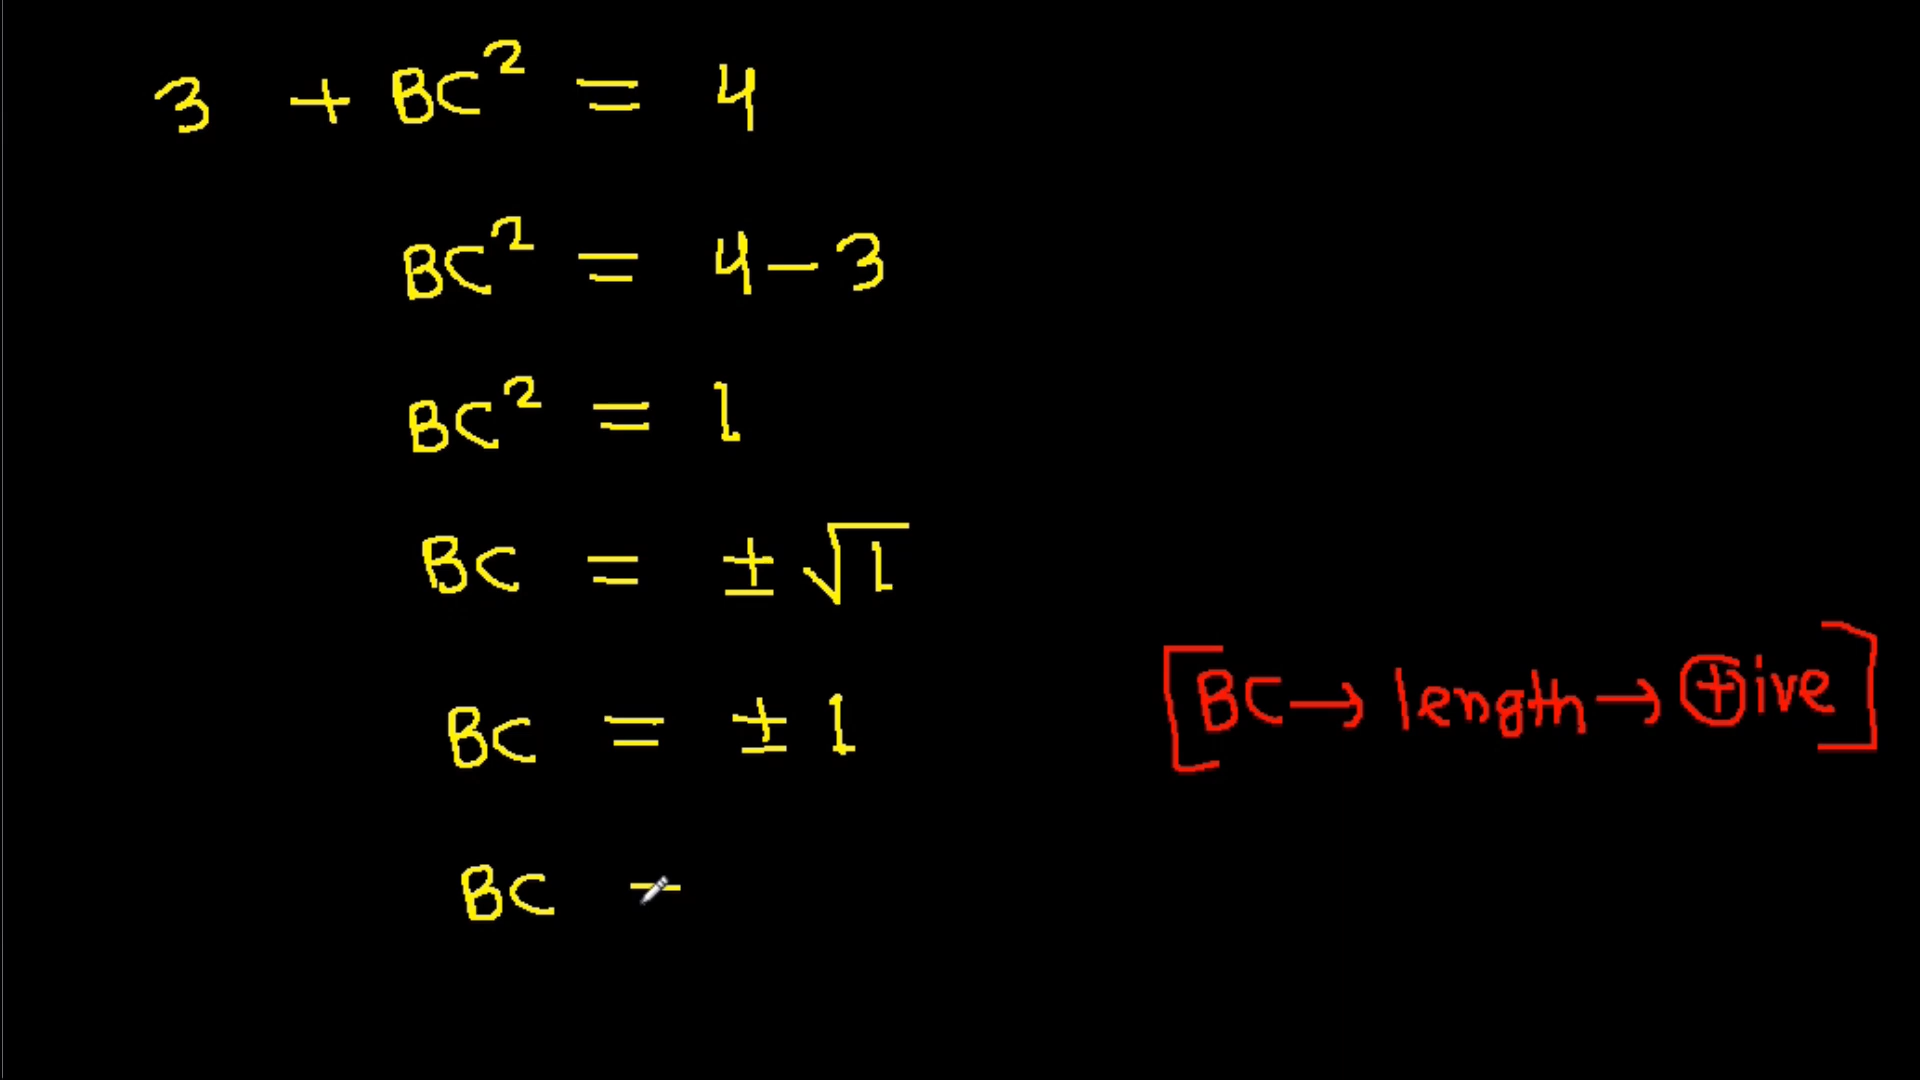 3 + BC² = 4
BC² = 4 - 3
BC² = 1
BC = ± √1
BC = ± 1
[BC → length → ⊕ive]
BC =